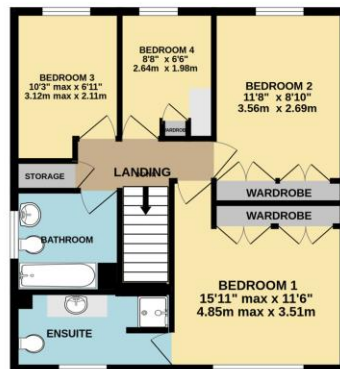 BEDROOM 4
8'8" x 6'6"
2.64m x 1.98m
BEDROOM 3
10'3" max x 6'11"
3.12m max x 2.11m
BEDROOM 2
11'8" x 8'10"
3.56m x 2.69m
WARDROBE
LANDING
STORAGE
WARDROBE
WARDROBE
BATHROOM
BEDROOM 1
15'11" max x 11'6"
4.85m max x 3.51m
ENSUITE